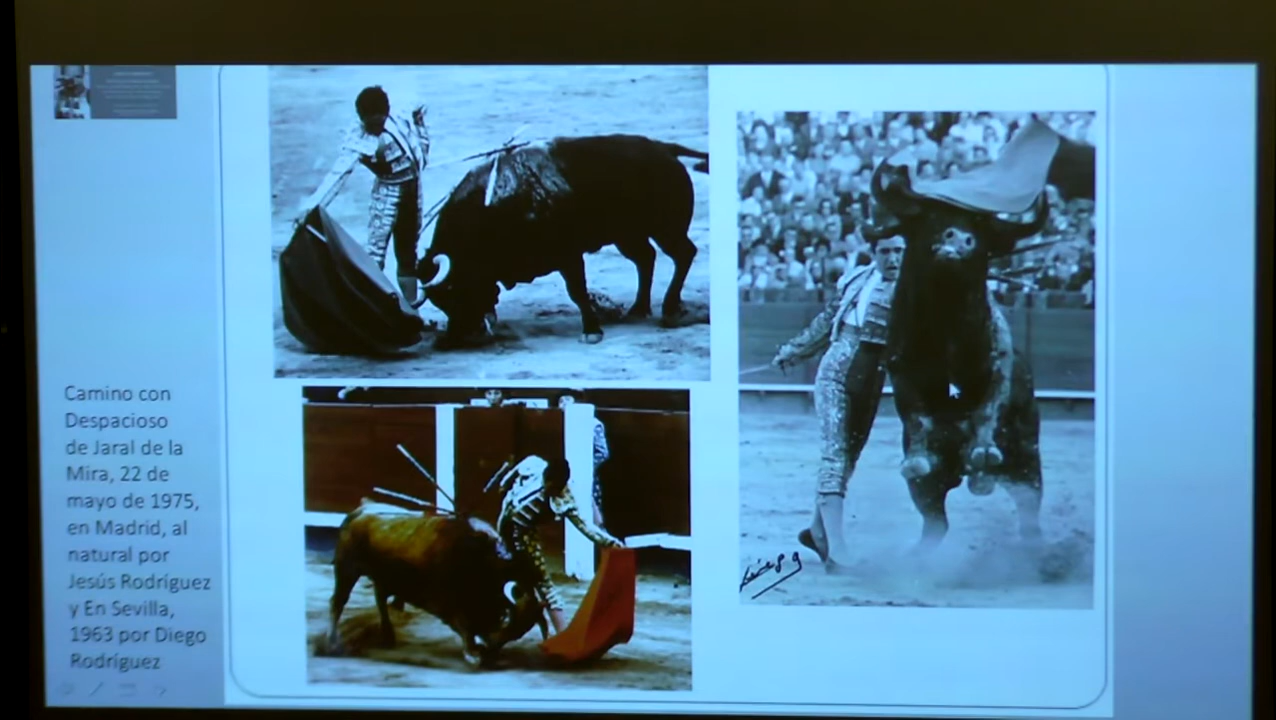 Camino con
Despacioso
de Jaral de la
Mira, 22 de
mayo de 1975,
en Madrid, al
natural por
Jesús Rodríguez
y En Sevilla,
1963 por Diego
Rodríguez